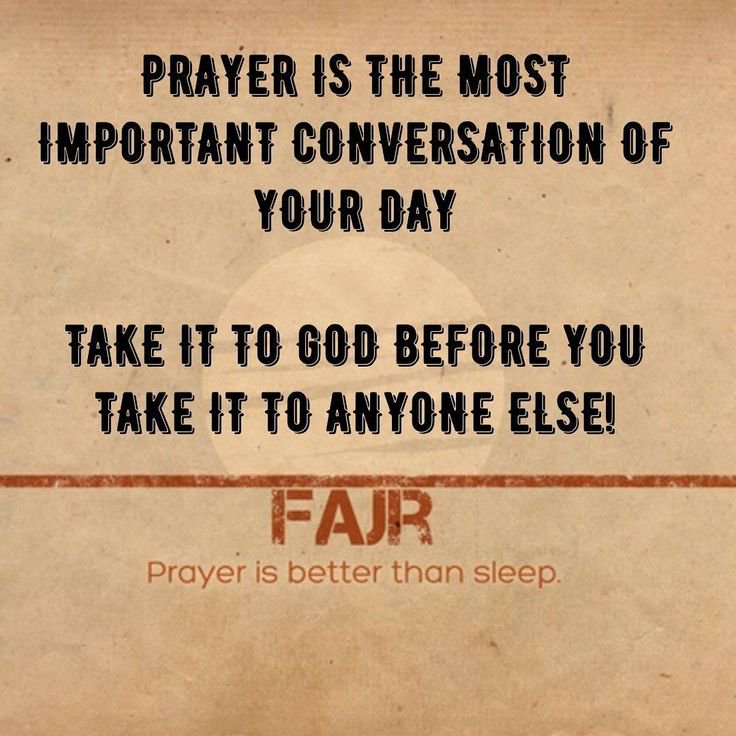 PRAYER IS THE MOST
IMPORTANT CONVERSATION OF
YOUR DAY
TAKE IT TO GOD BEFORE YOU
TAKE IT TO ANYONE ELSE!
FAJR
Prayer is better than sleep.